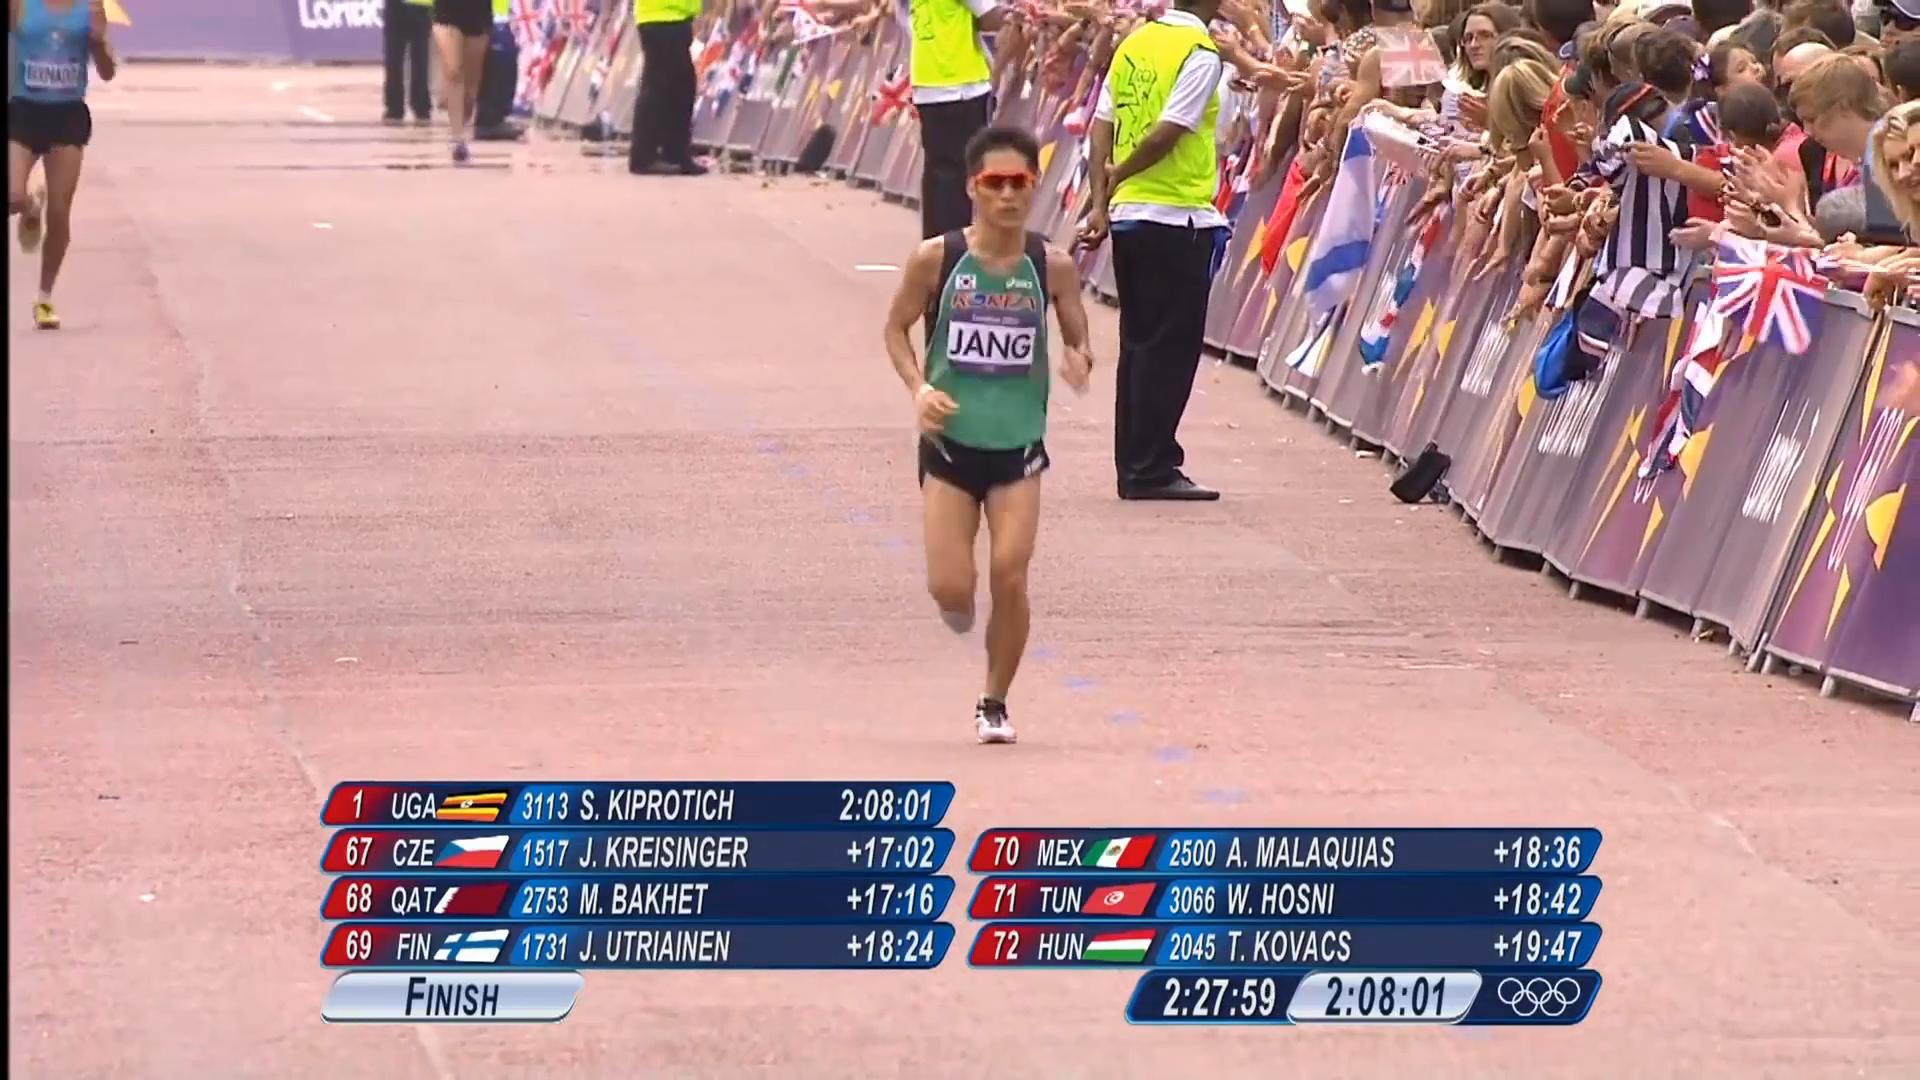 London
KOREA
JANG
1 UGA 3113 S. KIPROTICH 2:08:01
67 CZE 1517 J. KREISINGER +17:02
68 QAT 2753 M. BAKHET +17:16
69 FIN 1731 J. UTRIAINEN +18:24
70 MEX 2500 A. MALAQUIAS +18:36
71 TUN 3066 W. HOSNI +18:42
72 HUN 2045 T. KOVACS +19:47
FINISH
2:27:59 2:08:01